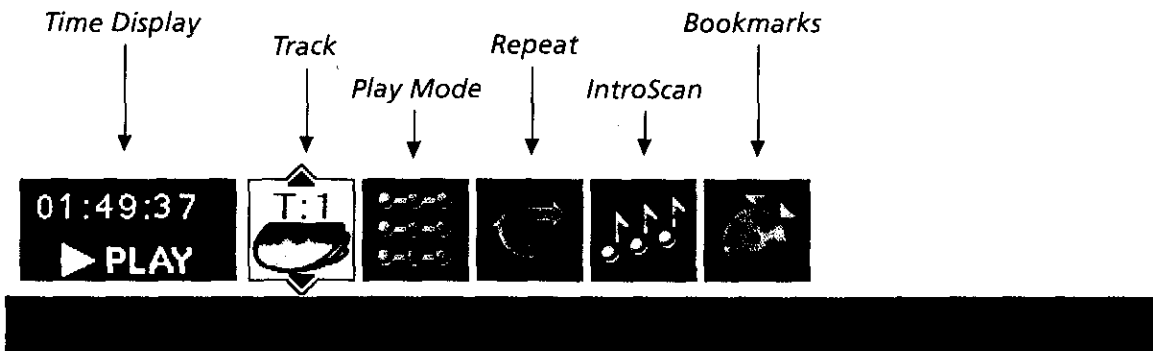 Time Display
Track
Play Mode
Repeat
IntroScan
Bookmarks
01:49:37
PLAY
T:1